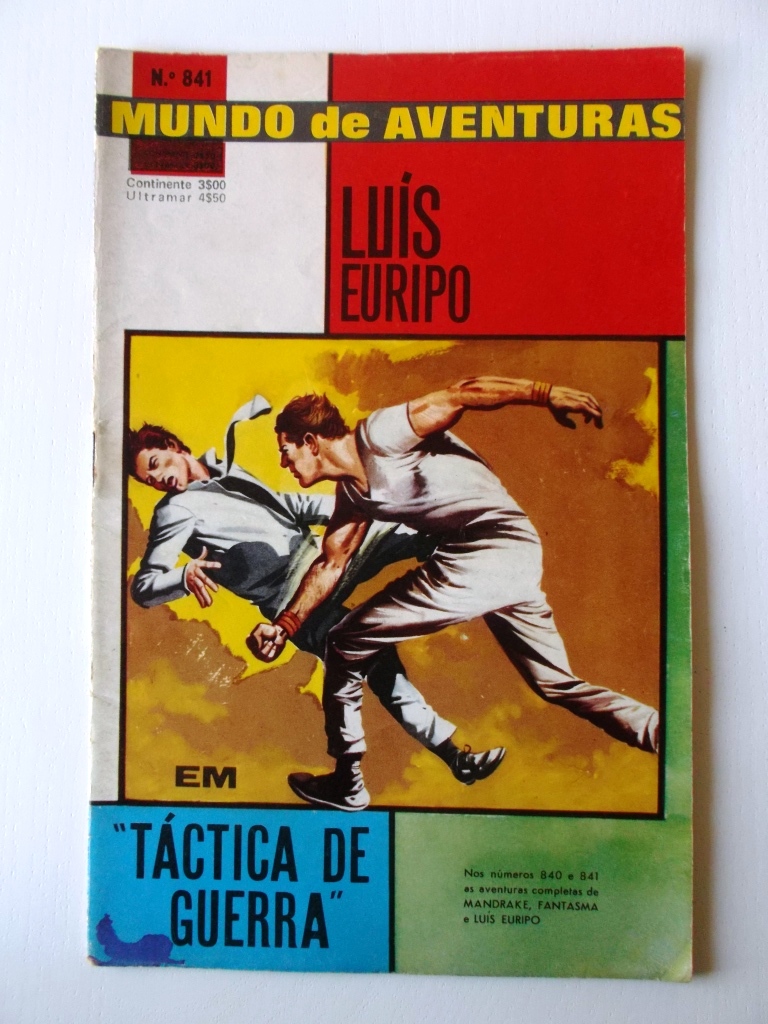 N.º 841
MUNDO de AVENTURAS
Continente 3$00
Ultramar 4$50
LUÍS
EURIPO
EM
"TÁCTICA DE
GUERRA"
Nos números 840 e 841
as aventuras completas de
MANDRAKE, FANTASMA
e LUÍS EURIPO